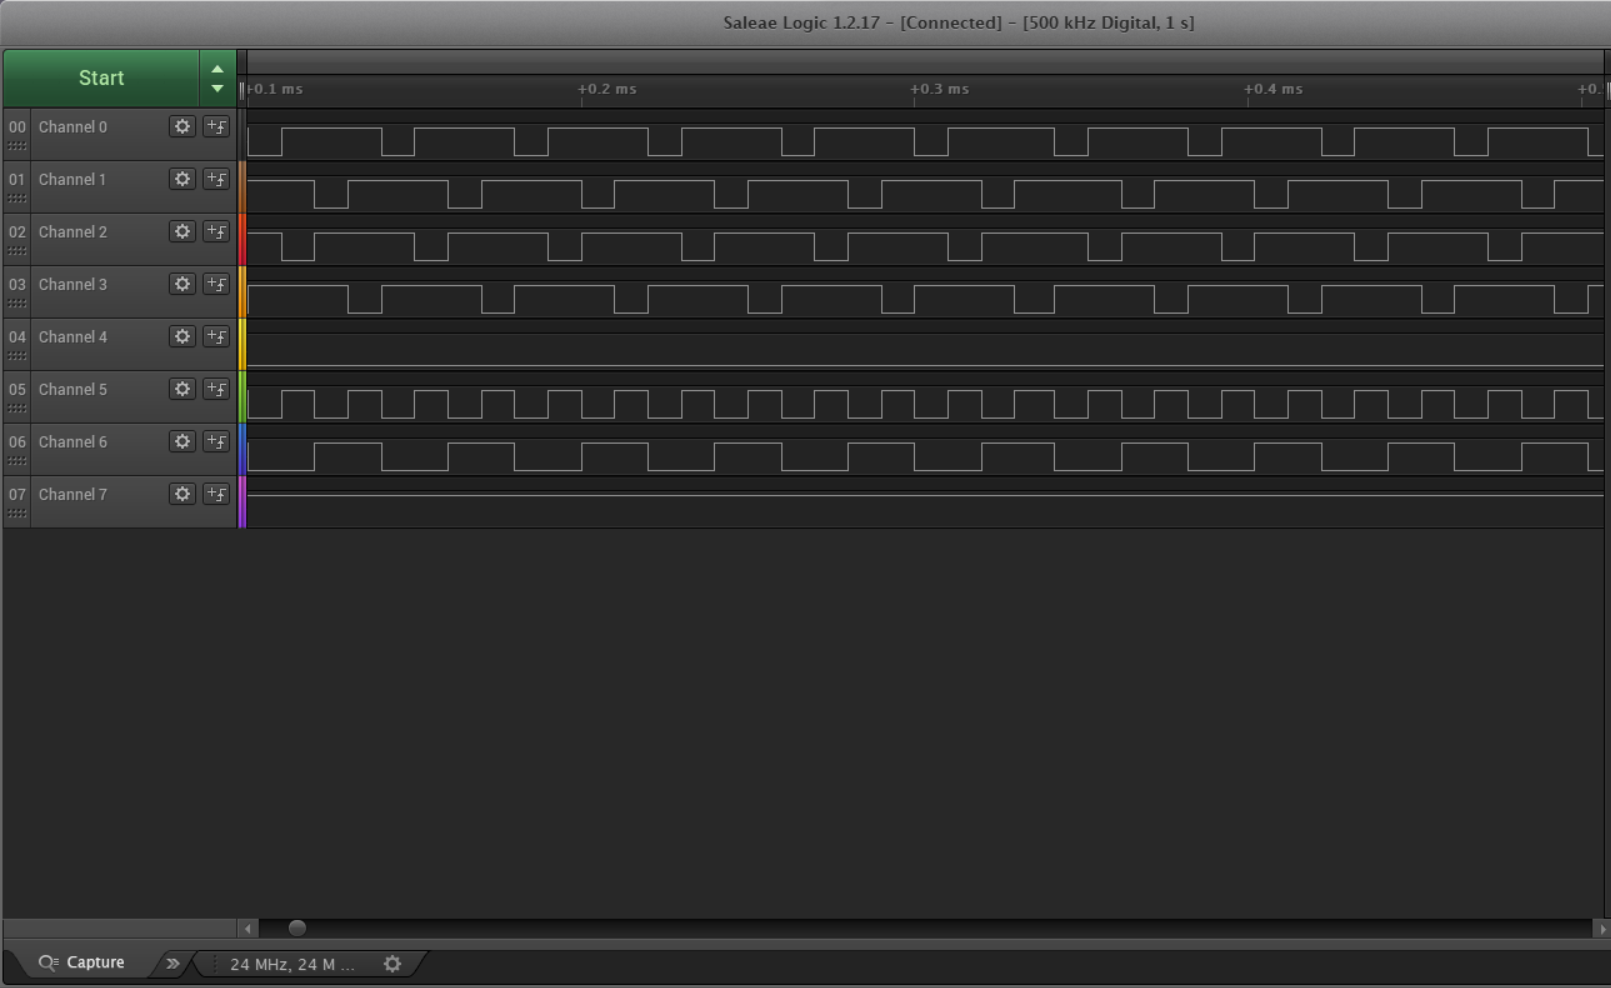 Saleae Logic 1.2.17 - [Connected] - [500 kHz Digital, 1 s]
Start
+0.1 ms +0.2 ms +0.3 ms +0.4 ms +0.
00 Channel 0
01 Channel 1
02 Channel 2
03 Channel 3
04 Channel 4
05 Channel 5
06 Channel 6
07 Channel 7
Capture
24 MHz, 24 M ...